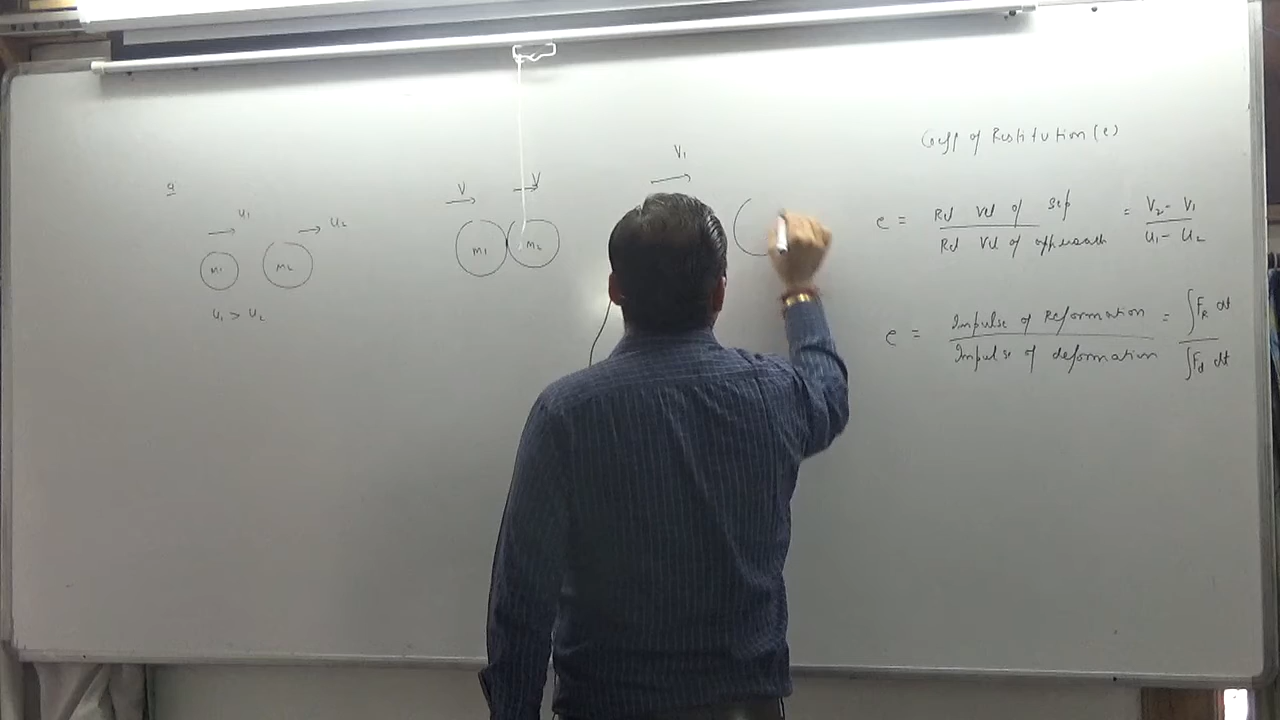 a
u₁
u₂
m₁
m₂
u₁ > u₂
V
V
m₁
m₂
V₁
Coeff of Restitution (e)
e = Rel Vel of Sep / Rel Vel of approach = V₂ - V₁ / u₁ - u₂
e = Impulse of Reformation / Impulse of deformation = ∫F_R dt / ∫F_d dt